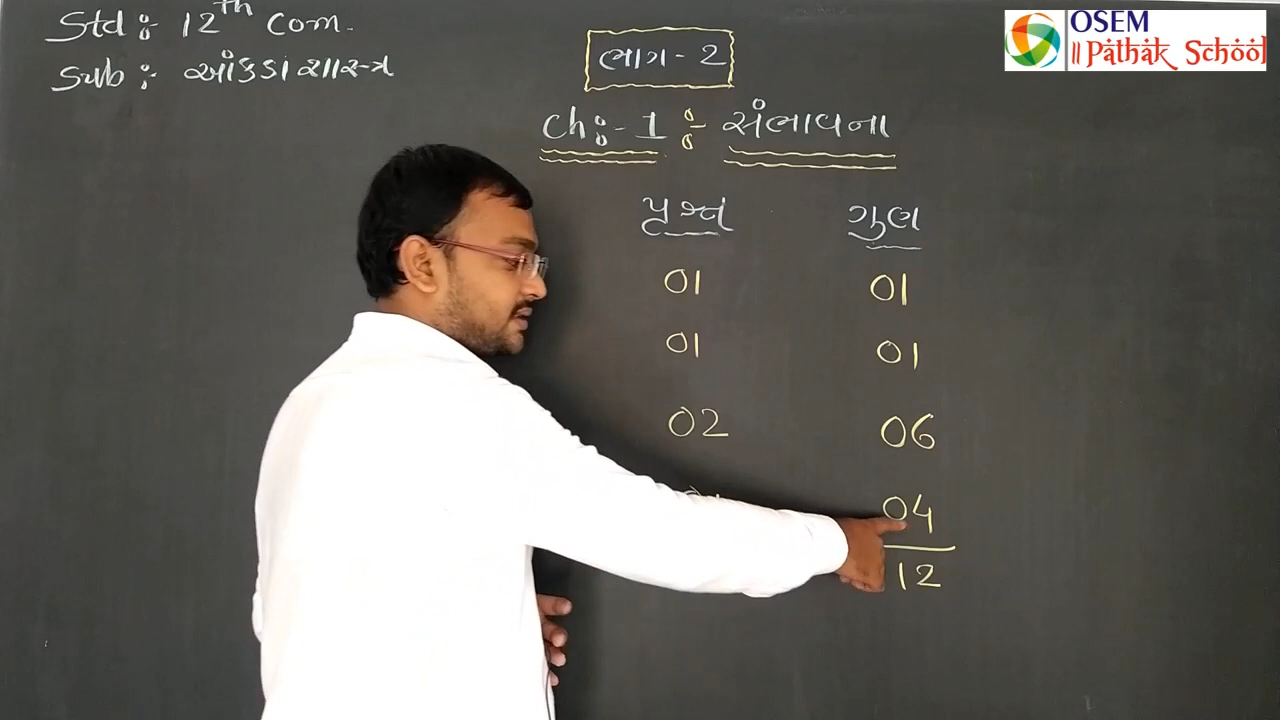 Std :- 12th Com.
Sub :- આંકડાશાસ્ત્ર
ભાગ - 2
Ch :- 1 :- સંભાવના
પ્રશ્ન ગુણ
01 01
01 01
02 06
04
12
OSEM
॥ Pathak School